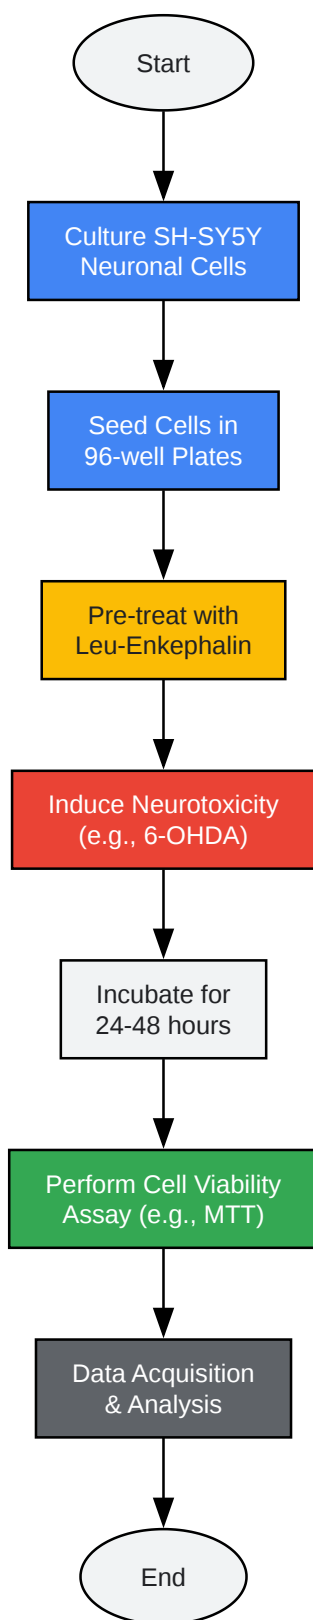 Start
Culture SH-SY5Y
Neuronal Cells
Seed Cells in
96-well Plates
Pre-treat with
Leu-Enkephalin
Induce Neurotoxicity
(e.g., 6-OHDA)
Incubate for
24-48 hours
Perform Cell Viability
Assay (e.g., MTT)
Data Acquisition
& Analysis
End